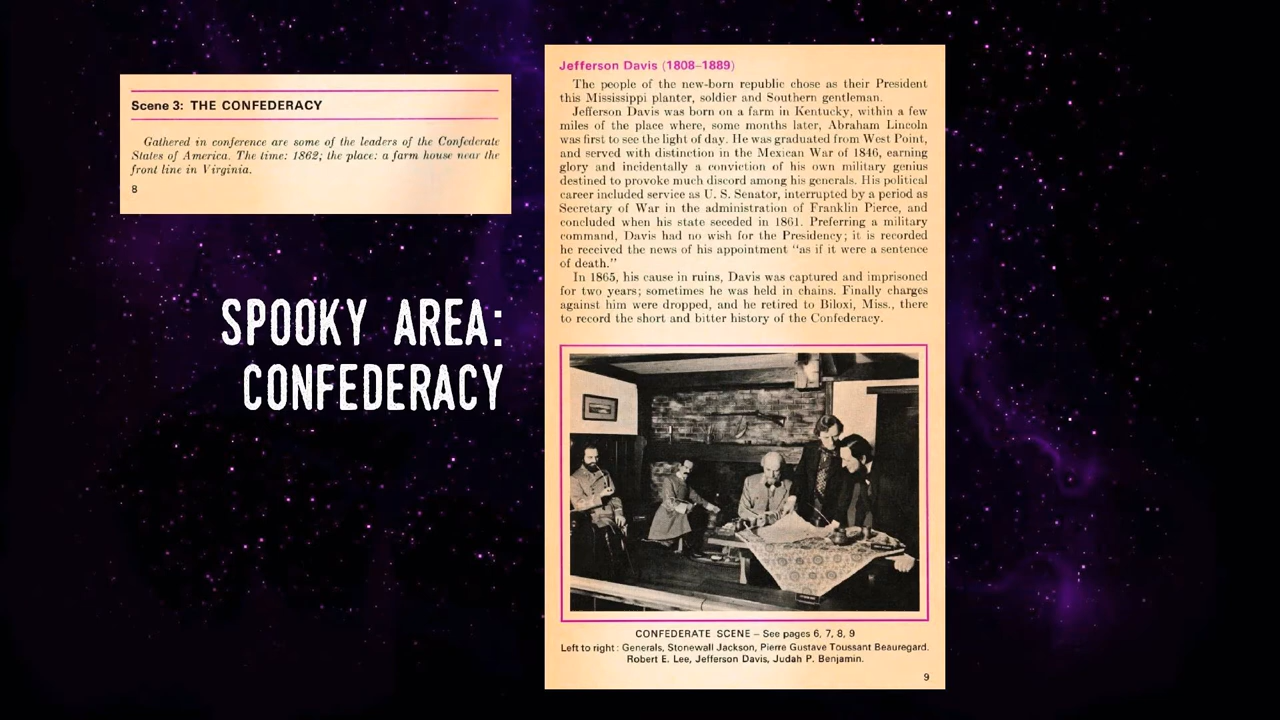 Scene 3: THE CONFEDERACY
Gathered in conference are some of the leaders of the Confederate
States of America. The time: 1862; the place: a farm house near the
front line in Virginia.
8
SPOOKY AREA:
CONFEDERACY
Jefferson Davis (1808–1889)
The people of the new-born republic chose as their President
this Mississippi planter, soldier and Southern gentleman.
Jefferson Davis was born on a farm in Kentucky, within a few
miles of the place where, some months later, Abraham Lincoln
was first to see the light of day. He was graduated from West Point,
and served with distinction in the Mexican War of 1846, earning
glory and incidentally a conviction of his own military genius
destined to provoke much discord among his generals. His political
career included service as U. S. Senator, interrupted by a period as
Secretary of War in the administration of Franklin Pierce, and
concluded when his state seceded in 1861. Preferring a military
command, Davis had no wish for the Presidency; it is recorded
he received the news of his appointment “as if it were a sentence
of death.”
In 1865, his cause in ruins, Davis was captured and imprisoned
for two years; sometimes he was held in chains. Finally charges
against him were dropped, and he retired to Biloxi, Miss., there
to record the short and bitter history of the Confederacy.
CONFEDERATE SCENE – See pages 6, 7, 8, 9
Left to right: Generals, Stonewall Jackson, Pierre Gustave Toussant Beauregard.
Robert E. Lee, Jefferson Davis, Judah P. Benjamin.
9